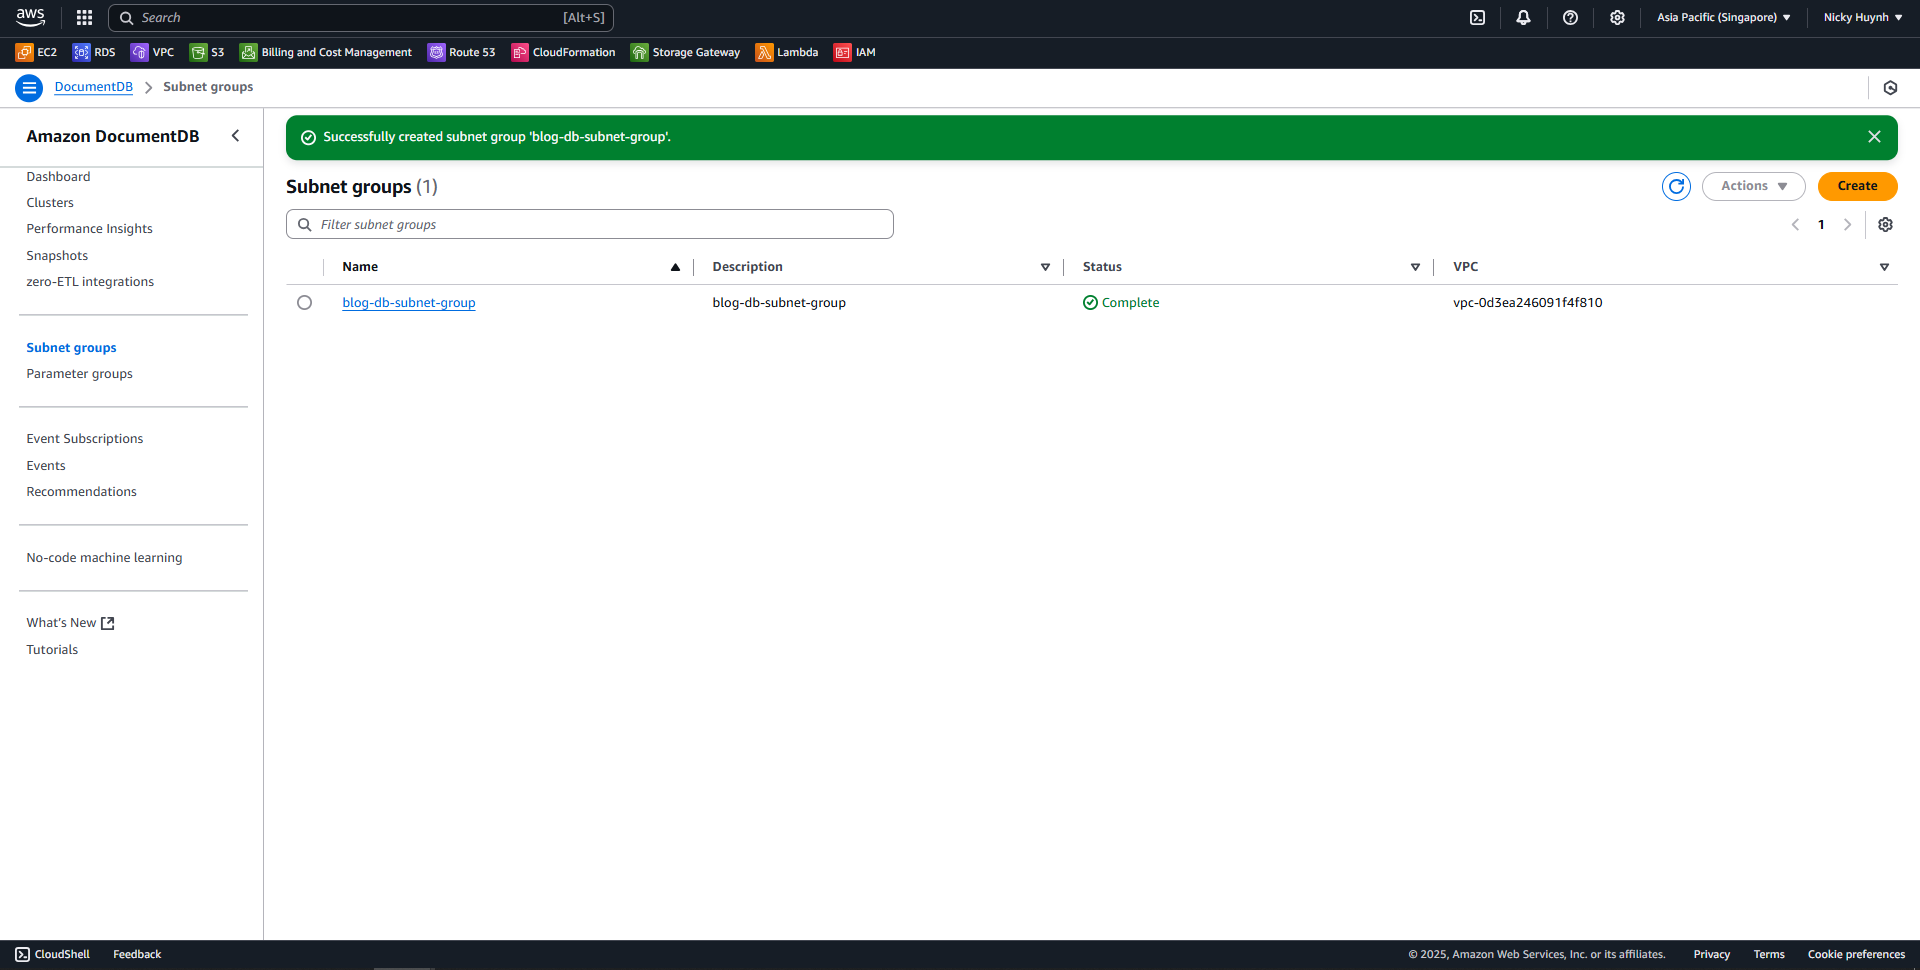 aws
Search [Alt+S]
Asia Pacific (Singapore) ▼
Nicky Huynh ▼
EC2 RDS VPC S3 Billing and Cost Management Route 53 CloudFormation Storage Gateway Lambda IAM
DocumentDB > Subnet groups
Amazon DocumentDB
Dashboard
Clusters
Performance Insights
Snapshots
zero-ETL integrations
Subnet groups
Parameter groups
Event Subscriptions
Events
Recommendations
No-code machine learning
What's New
Tutorials
Successfully created subnet group 'blog-db-subnet-group'.
Subnet groups (1)
Actions ▼
Create
Filter subnet groups
1
Name Description Status VPC
blog-db-subnet-group blog-db-subnet-group Complete vpc-0d3ea246091f4f810
CloudShell Feedback
© 2025, Amazon Web Services, Inc. or its affiliates. Privacy Terms Cookie preferences